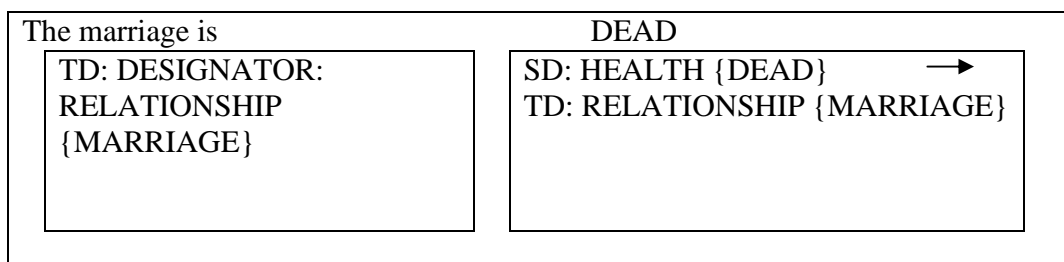 The marriage is DEAD
TD: DESIGNATOR:
RELATIONSHIP
{MARRIAGE}
SD: HEALTH {DEAD} →
TD: RELATIONSHIP {MARRIAGE}